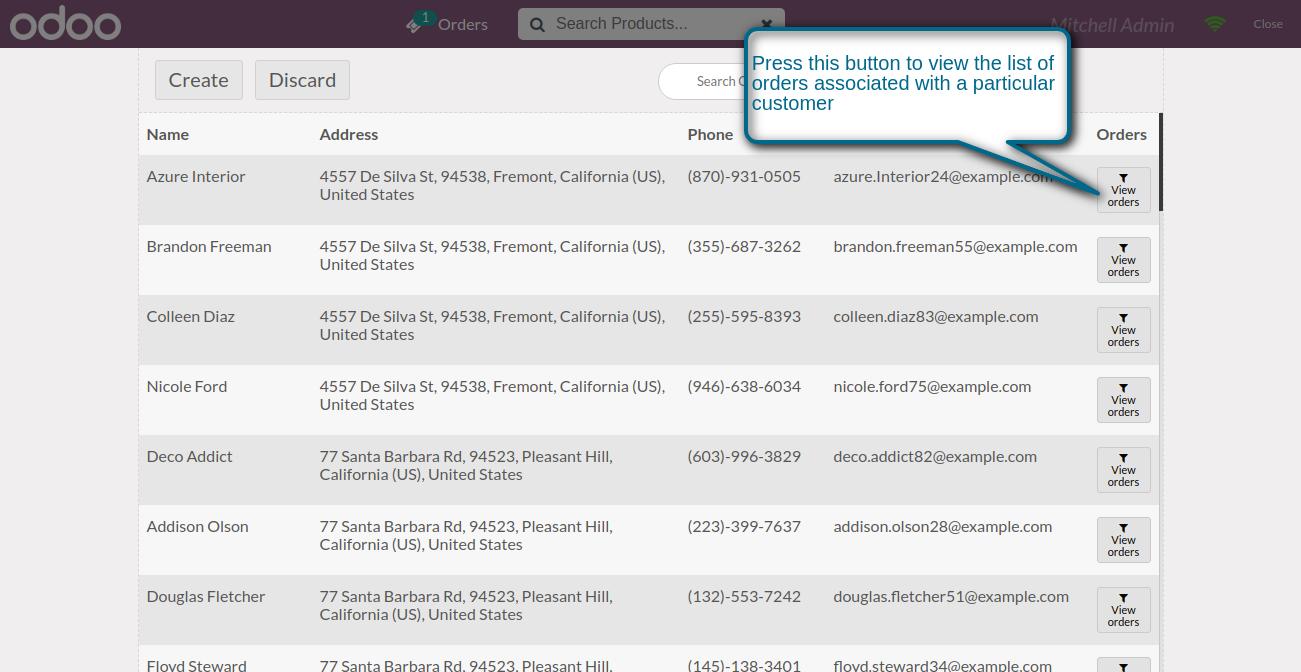 odoo
1
Orders
Search Products...
Mitchell Admin
Close
Create
Discard
Search C
Press this button to view the list of
orders associated with a particular
customer
Name
Address
Phone
Orders
Azure Interior
4557 De Silva St, 94538, Fremont, California (US),
United States
(870)-931-0505
azure.Interior24@example.com
View
orders
Brandon Freeman
4557 De Silva St, 94538, Fremont, California (US),
United States
(355)-687-3262
brandon.freeman55@example.com
View
orders
Colleen Diaz
4557 De Silva St, 94538, Fremont, California (US),
United States
(255)-595-8393
colleen.diaz83@example.com
View
orders
Nicole Ford
4557 De Silva St, 94538, Fremont, California (US),
United States
(946)-638-6034
nicole.ford75@example.com
View
orders
Deco Addict
77 Santa Barbara Rd, 94523, Pleasant Hill,
California (US), United States
(603)-996-3829
deco.addict82@example.com
View
orders
Addison Olson
77 Santa Barbara Rd, 94523, Pleasant Hill,
California (US), United States
(223)-399-7637
addison.olson28@example.com
View
orders
Douglas Fletcher
77 Santa Barbara Rd, 94523, Pleasant Hill,
California (US), United States
(132)-553-7242
douglas.fletcher51@example.com
View
orders
Floyd Steward
77 Santa Barbara Rd, 94523, Pleasant Hill,
(145)-138-3401
floyd.steward34@example.com